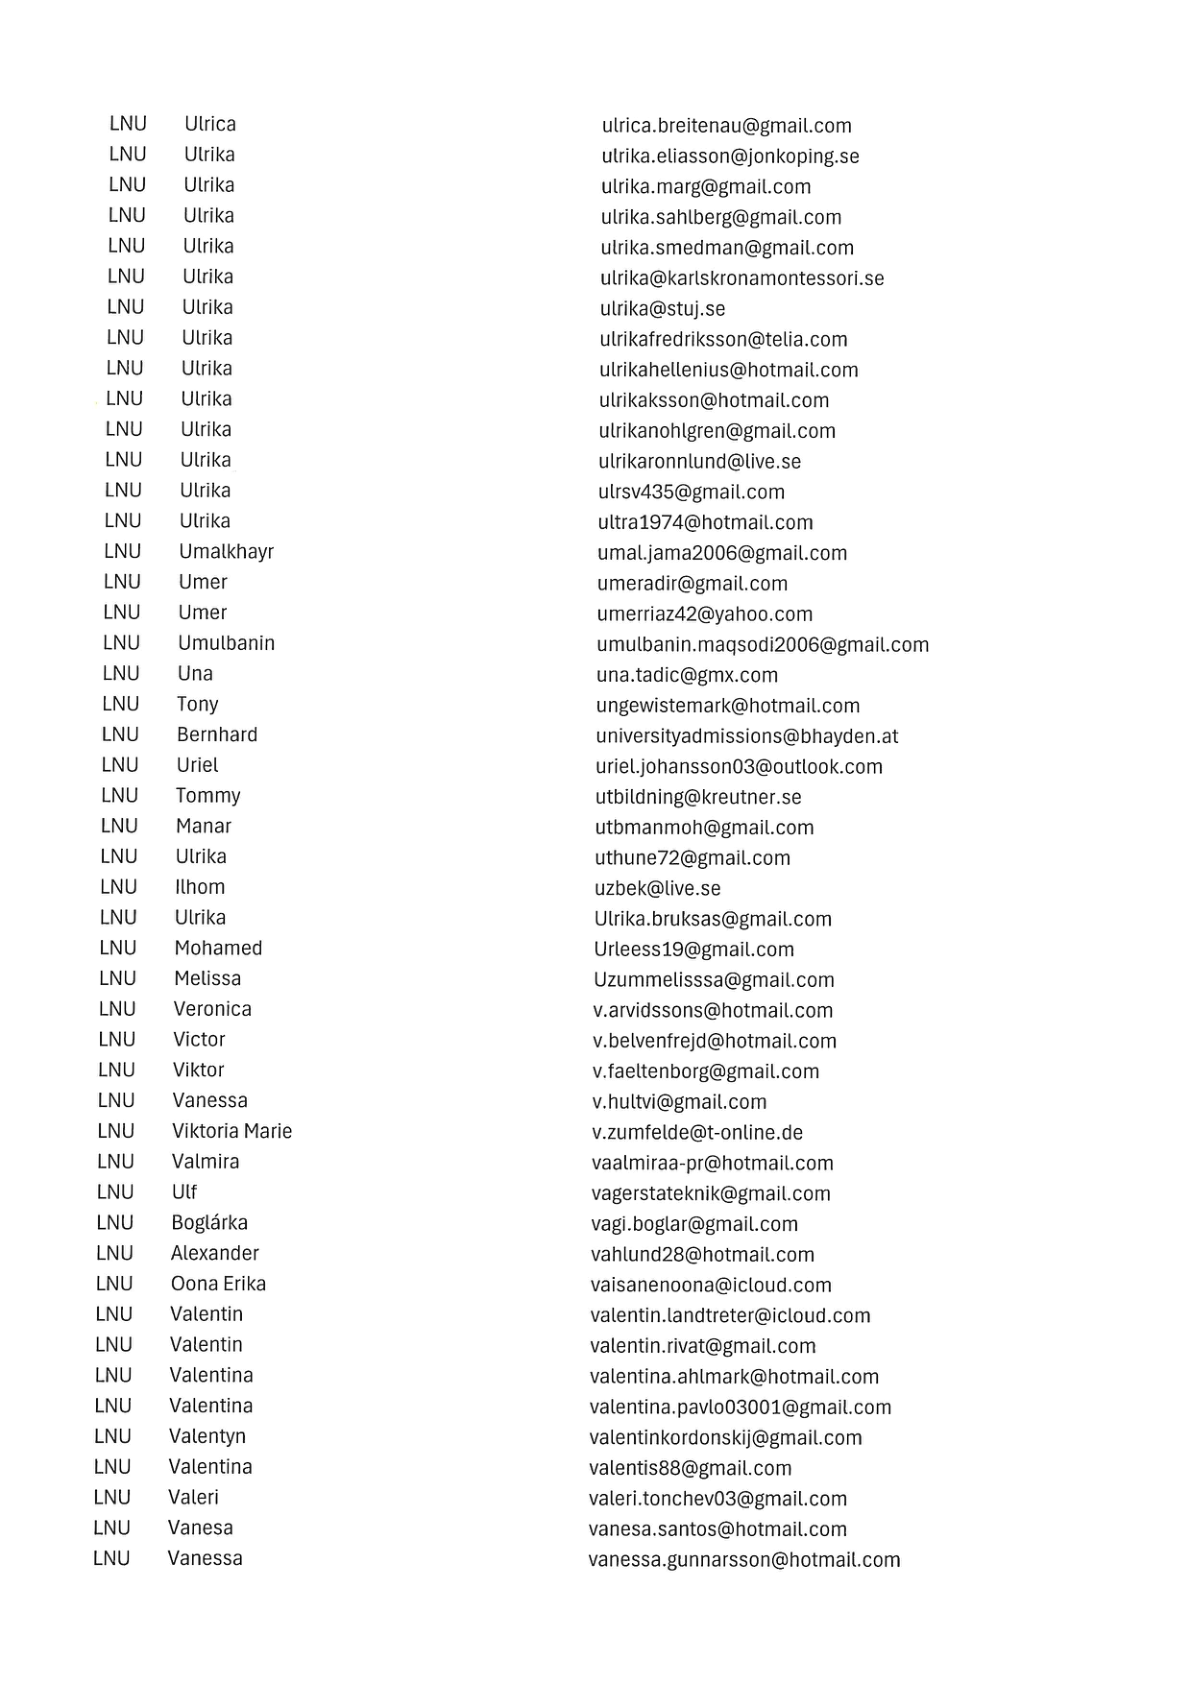 LNU Ulrica ulrica.breitenau@gmail.com
LNU Ulrika ulrika.eliasson@jonkoping.se
LNU Ulrika ulrika.marg@gmail.com
LNU Ulrika ulrika.sahlberg@gmail.com
LNU Ulrika ulrika.smedman@gmail.com
LNU Ulrika ulrika@karlskronamontessori.se
LNU Ulrika ulrika@stuj.se
LNU Ulrika ulrikafredriksson@telia.com
LNU Ulrika ulrikahellenius@hotmail.com
LNU Ulrika ulrikaksson@hotmail.com
LNU Ulrika ulrikanohlgren@gmail.com
LNU Ulrika ulrikaronnlund@live.se
LNU Ulrika ulrsv435@gmail.com
LNU Ulrika ultra1974@hotmail.com
LNU Umalkhayr umal.jama2006@gmail.com
LNU Umer umeradir@gmail.com
LNU Umer umerriaz42@yahoo.com
LNU Umulbanin umulbanin.maqsodi2006@gmail.com
LNU Una una.tadic@gmx.com
LNU Tony ungewistemark@hotmail.com
LNU Bernhard universityadmissions@bhayden.at
LNU Uriel uriel.johansson03@outlook.com
LNU Tommy utbildning@kreutner.se
LNU Manar utbmanmoh@gmail.com
LNU Ulrika uthune72@gmail.com
LNU Ilhom uzbek@live.se
LNU Ulrika Ulrika.bruksas@gmail.com
LNU Mohamed Urleess19@gmail.com
LNU Melissa Uzummelisssa@gmail.com
LNU Veronica v.arvidssons@hotmail.com
LNU Victor v.belvenfrejd@hotmail.com
LNU Viktor v.faeltenborg@gmail.com
LNU Vanessa v.hultvi@gmail.com
LNU Viktoria Marie v.zumfelde@t-online.de
LNU Valmira vaalmiraa-pr@hotmail.com
LNU Ulf vagerstateknik@gmail.com
LNU Boglárka vagi.boglar@gmail.com
LNU Alexander vahlund28@hotmail.com
LNU Oona Erika vaisanenoona@icloud.com
LNU Valentin valentin.landtreter@icloud.com
LNU Valentin valentin.rivat@gmail.com
LNU Valentina valentina.ahlmark@hotmail.com
LNU Valentina valentina.pavlo03001@gmail.com
LNU Valentyn valentinkordonskij@gmail.com
LNU Valentina valentis88@gmail.com
LNU Valeri valeri.tonchev03@gmail.com
LNU Vanesa vanesa.santos@hotmail.com
LNU Vanessa vanessa.gunnarsson@hotmail.com